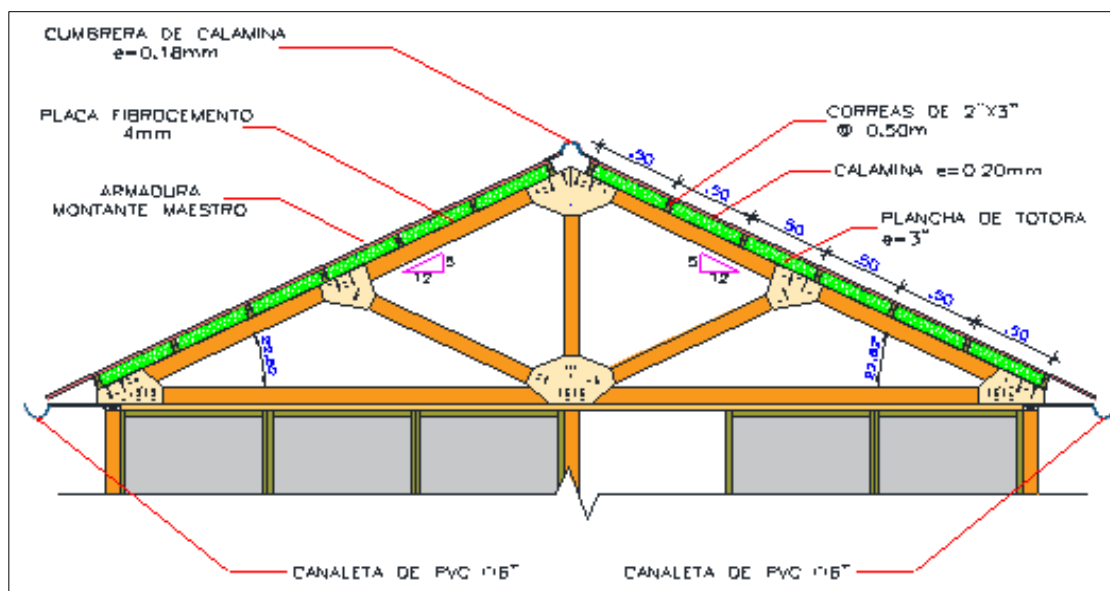 CUMBRERA DE CALAMINA
e=0.18mm
PLACA FIBROCEMENTO
4mm
ARMADURA
MONTANTE MAESTRO
CORREAS DE 2"X3"
@ 0.50m
CALAMINA e=0.20mm
PLANCHA DE TOTORA
e=3"
.50
.50
.50
.50
.50
.50
5
12
5
12
CANALETA DE PVC
CANALETA DE PVC